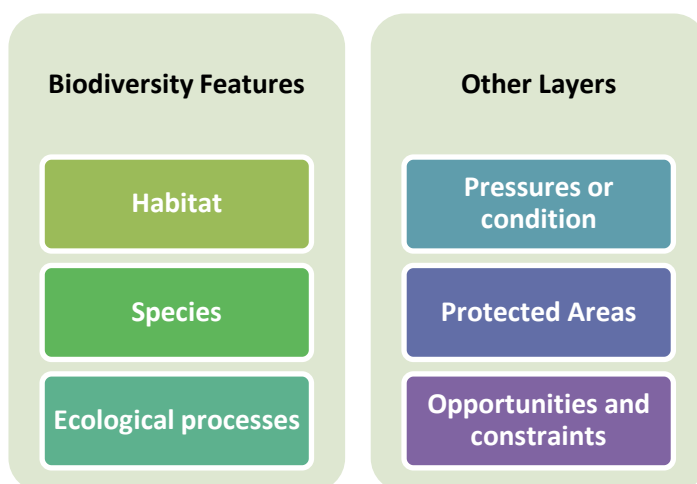 Biodiversity Features
Habitat
Species
Ecological processes
Other Layers
Pressures or
condition
Protected Areas
Opportunities and
constraints